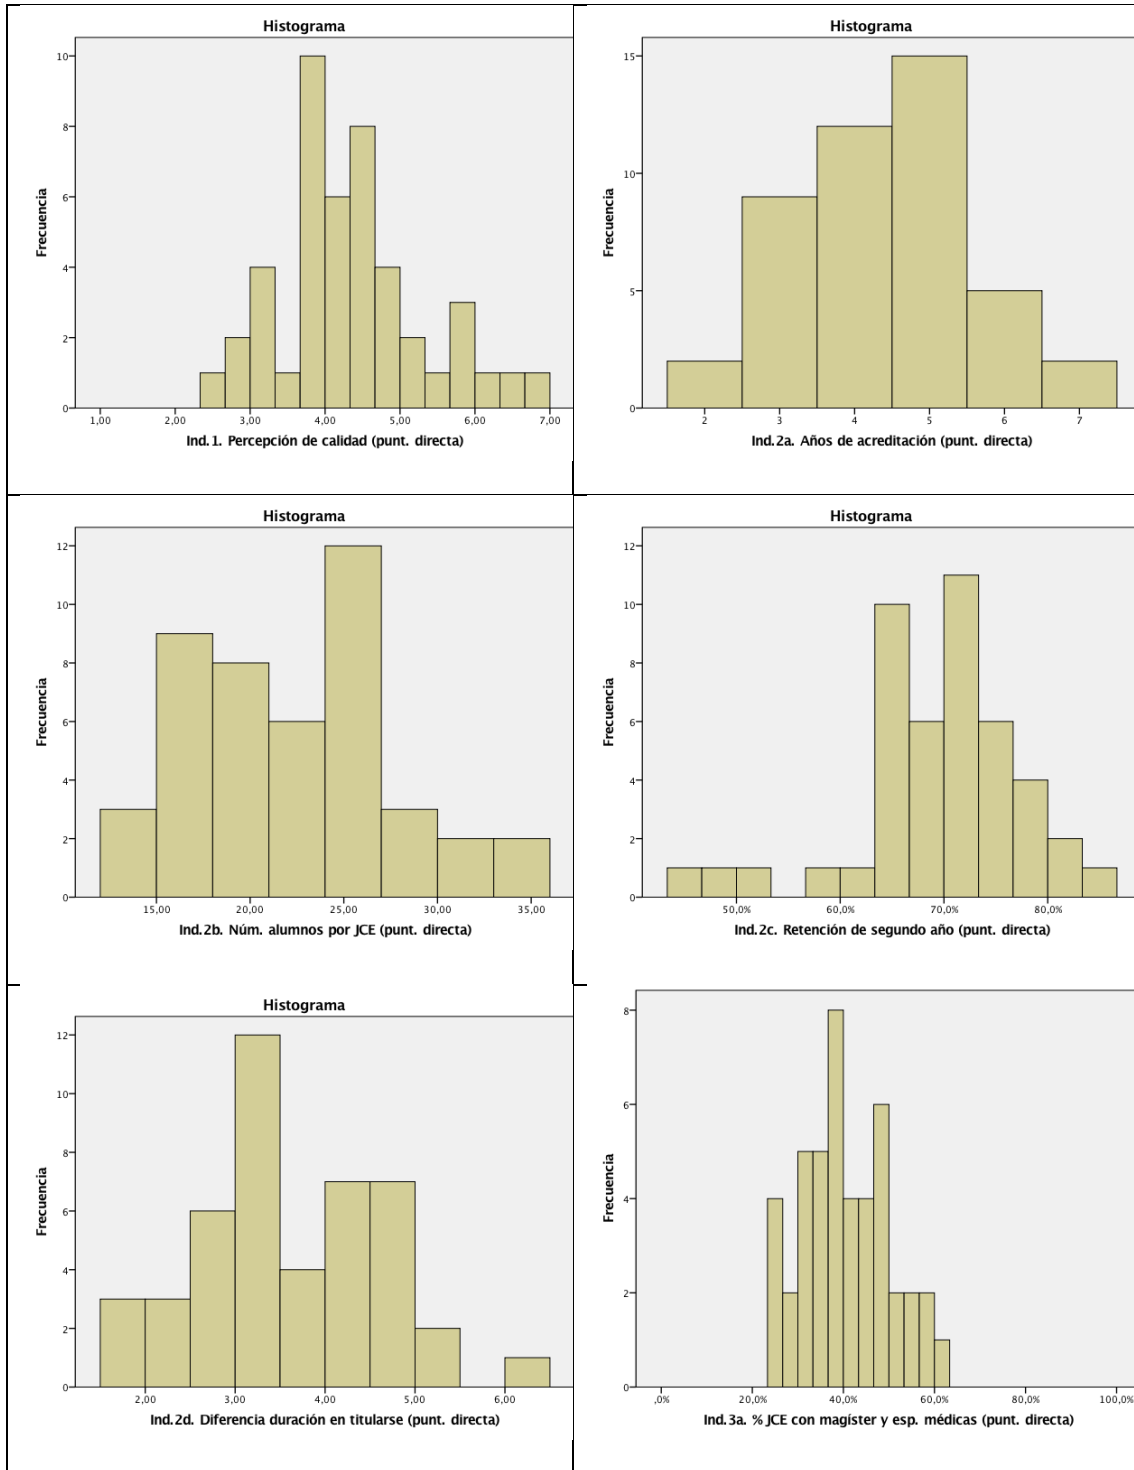 Histograma
10
8
6
4
2
0
Frecuencia
1,00 2,00 3,00 4,00 5,00 6,00 7,00
Ind.1. Percepción de calidad (punt. directa)
Histograma
15
10
5
0
Frecuencia
2 3 4 5 6 7
Ind.2a. Años de acreditación (punt. directa)
Histograma
12
10
8
6
4
2
0
Frecuencia
15,00 20,00 25,00 30,00 35,00
Ind.2b. Núm. alumnos por JCE (punt. directa)
Histograma
12
10
8
6
4
2
0
Frecuencia
50,0% 60,0% 70,0% 80,0%
Ind.2c. Retención de segundo año (punt. directa)
Histograma
12
10
8
6
4
2
0
Frecuencia
2,00 3,00 4,00 5,00 6,00
Ind.2d. Diferencia duración en titularse (punt. directa)
8
6
4
2
0
Frecuencia
,0% 20,0% 40,0% 60,0% 80,0% 100,0%
Ind.3a. % JCE con magíster y esp. médicas (punt. directa)